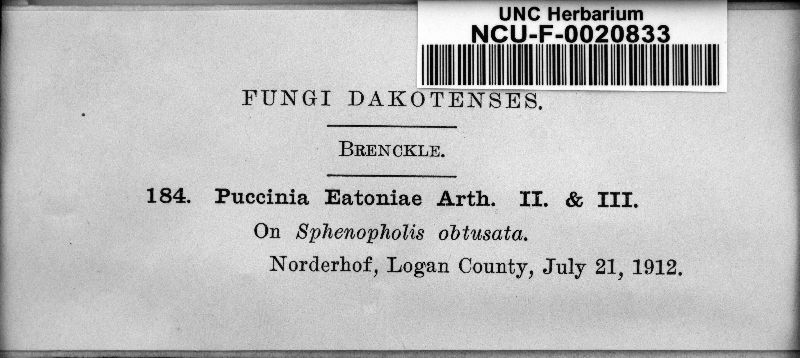 UNC Herbarium
NCU-F-0020833
FUNGI DAKOTENSES.
BRENCKLE.
184. Puccinia Eatoniae Arth. II. & III.
On Sphenopholis obtusata.
Norderhof, Logan County, July 21, 1912.